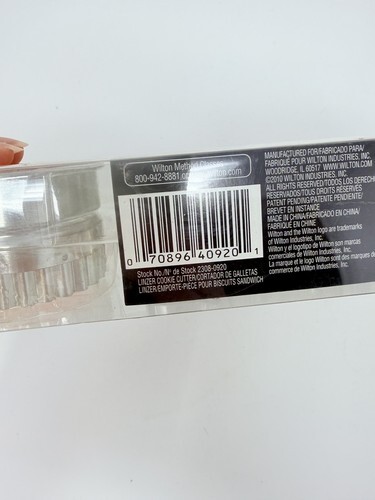 Wilton Method
800-942-8881
0 70896 40920 1
Stock No./N° de Stock 2308-0920
LINZER COOKIE CUTTER/CORTADOR DE GALLETAS
LINZER/EMPORTE-PIÈCE POUR BISCUITS SANDWICH
MANUFACTURED FOR/FABRICADO PARA/
FABRIQUÉ POUR WILTON INDUSTRIES, INC.
WOODRIDGE, IL 60517 WWW.WILTON.COM
©2010 WILTON INDUSTRIES, INC.
ALL RIGHTS RESERVED/TODOS LOS DERECHO
RESERVADOS/TOUS DROITS RÉSERVÉS
PATENT PENDING/PATENTE PENDIENTE/
BREVET EN INSTANCE
MADE IN CHINA/FABRICADO EN CHINA/
FABRIQUÉ EN CHINE
Wilton and the Wilton logo are trademarks
of Wilton Industries, Inc.
Wilton y el logotipo de Wilton son marcas
comerciales de Wilton Industries, Inc.
La marque et le logo Wilton sont des marques de
commerce de Wilton Industries, Inc.